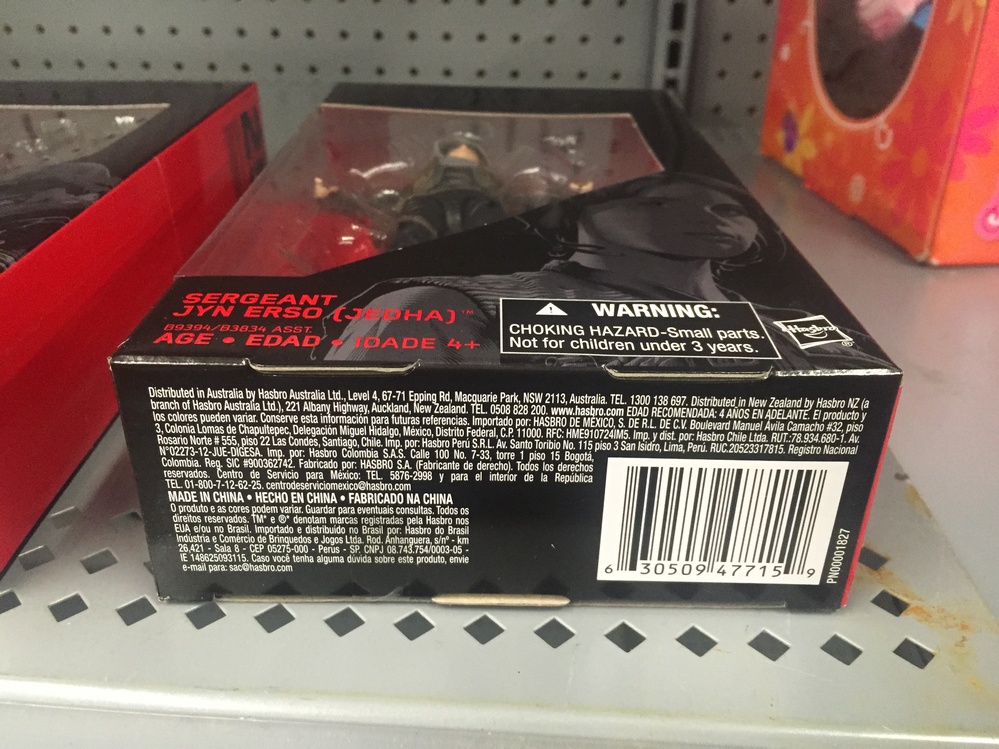 SERGEANT
JYN ERSO (JEDHA)™
B9394/B3834 ASST.
AGE • EDAD • IDADE 4+
WARNING:
CHOKING HAZARD-Small parts.
Not for children under 3 years.
Hasbro®
Distributed in Australia by Hasbro Australia Ltd., Level 4, 67-71 Epping Rd, Macquarie Park, NSW 2113, Australia. TEL. 1300 138 697. Distributed in New Zealand by Hasbro NZ (a
branch of Hasbro Australia Ltd.), 221 Albany Highway, Auckland, New Zealand. TEL. 0508 828 200. www.hasbro.com EDAD RECOMENDADA: 4 AÑOS EN ADELANTE. El producto y
los colores pueden variar. Conserve esta información para futuras referencias. Importado por: HASBRO DE MÉXICO, S. DE R.L. DE C.V. Boulevard Manuel Ávila Camacho #32, piso
3, Colonia Lomas de Chapultepec, Delegación Miguel Hidalgo, México, Distrito Federal, C.P. 11000. RFC: HME910724IM5. Imp. y dist. por: Hasbro Chile Ltda. RUT.:78.934.680-1. Av.
Rosario Norte # 555, piso 22 Las Condes, Santiago, Chile. Imp. por: Hasbro Perú S.R.L. Av. Santo Toribio No. 115 piso 3 San Isidro, Lima, Perú. RUC.20523317815. Registro Nacional
N°02273-12-JUE-DIGESA. Imp. por: Hasbro Colombia S.A.S. Calle 100 No. 7-33, torre 1 piso 15 Bogotá,
Colombia. Reg. SIC #900362742. Fabricado por: HASBRO S.A. (Fabricante de derecho). Todos los derechos
reservados. Centro de Servicio para México: TEL. 5876-2998 y para el interior de la República
TEL. 01-800-7-12-62-25. centrodeserviciomexico@hasbro.com
MADE IN CHINA • HECHO EN CHINA • FABRICADO NA CHINA
O produto e as cores podem variar. Guardar para eventuais consultas. Todos os
direitos reservados. TM* e ®* denotam marcas registradas pela Hasbro nos
EUA e/ou no Brasil. Importado e distribuído no Brasil por: Hasbro do Brasil
Indústria e Comércio de Brinquedos e Jogos Ltda. Rod. Anhanguera, s/nº - km
26,421 - Sala 8 - CEP 05275-000 - Perus - SP. CNPJ 08.743.754/0003-05 -
IE 148625093115. Caso você tenha alguma dúvida sobre este produto, envie
e-mail para: sac@hasbro.com
6 30509 47715 9
PN00001827